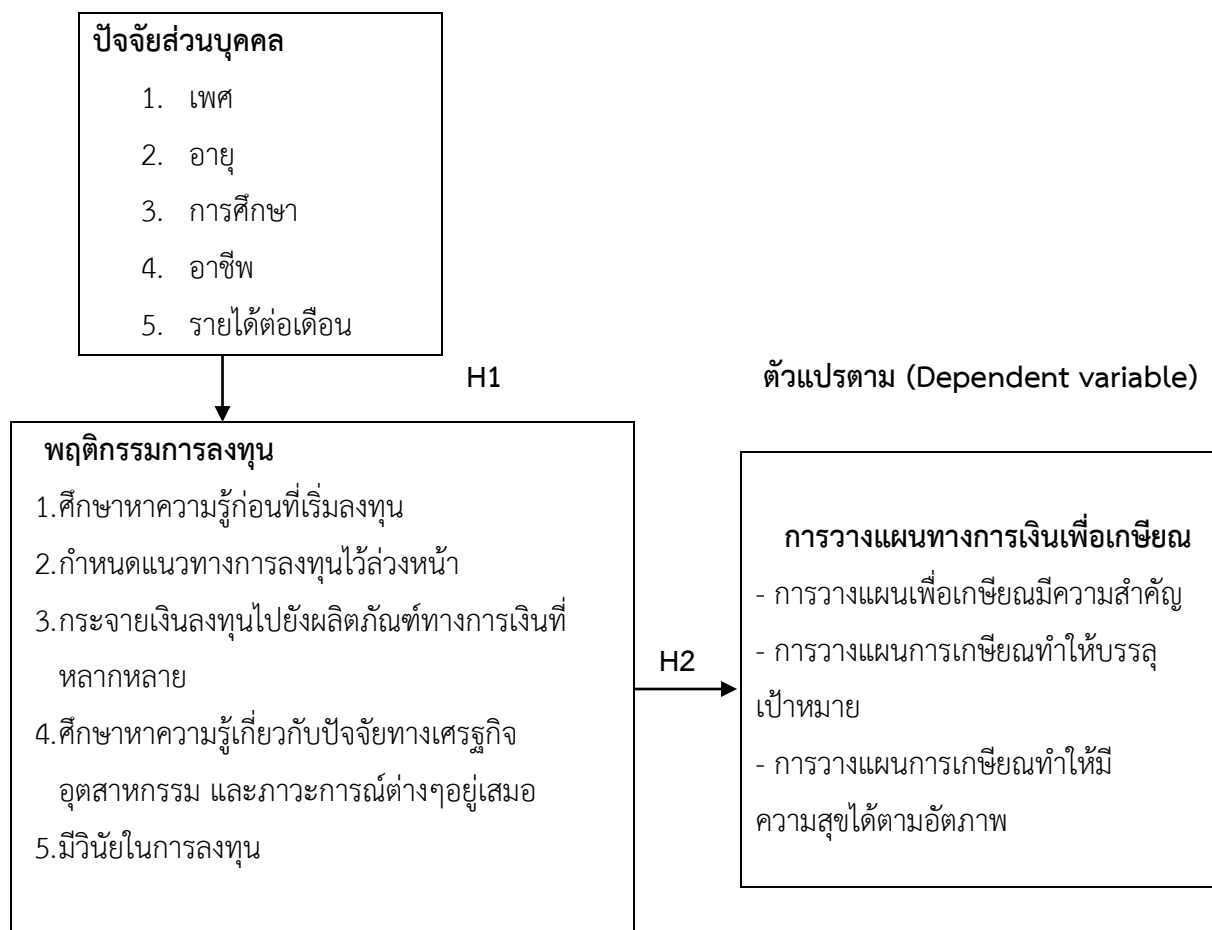 ปัจจัยส่วนบุคคล
1. เพศ
2. อายุ
3. การศึกษา
4. อาชีพ
5. รายได้ต่อเดือน
H1
ตัวแปรตาม (Dependent variable)
พฤติกรรมการลงทุน
1.ศึกษาหาความรู้ก่อนที่เริ่มลงทุน
2.กำหนดแนวทางการลงทุนไว้ล่วงหน้า
3.กระจายเงินลงทุนไปยังผลิตภัณฑ์ทางการเงินที่
หลากหลาย
4.ศึกษาหาความรู้เกี่ยวกับปัจจัยทางเศรฐกิจ
อุตสาหกรรม และภาวะการณ์ต่างๆอยู่เสมอ
5.มีวินัยในการลงทุน
H2
การวางแผนทางการเงินเพื่อเกษียณ
- การวางแผนเพื่อเกษียณมีความสำคัญ
- การวางแผนการเกษียณทำให้บรรลุ
เป้าหมาย
- การวางแผนการเกษียณทำให้มี
ความสุขได้ตามอัตภาพ